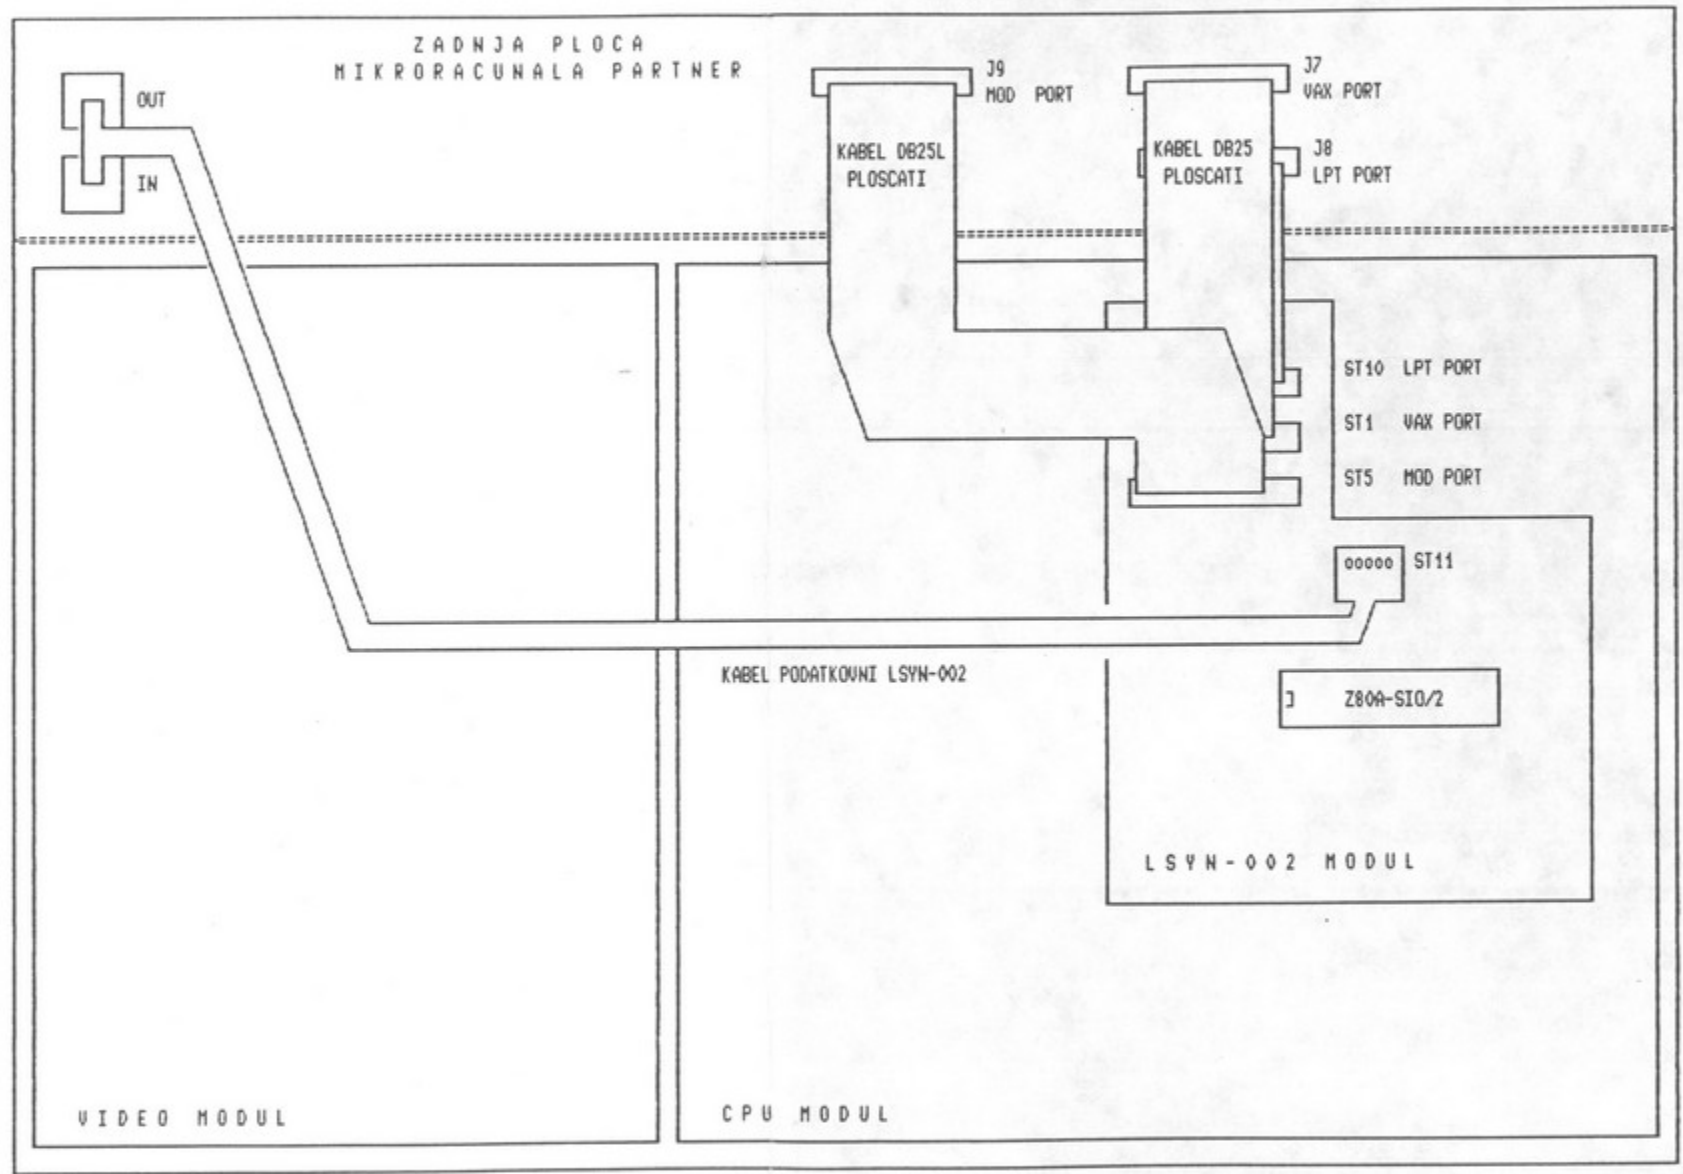 ZADNJA PLOCA
MIKRORACUNALA PARTNER
OUT
IN
J9
MOD PORT
J7
VAX PORT
KABEL DB25L
PLOSCATI
KABEL DB25
PLOSCATI
J8
LPT PORT
ST10 LPT PORT
ST1 VAX PORT
ST5 MOD PORT
ooooo ST11
KABEL PODATKOVNI LSYN-002
Z80A-SIO/2
LSYN-002 MODUL
VIDEO MODUL
CPU MODUL